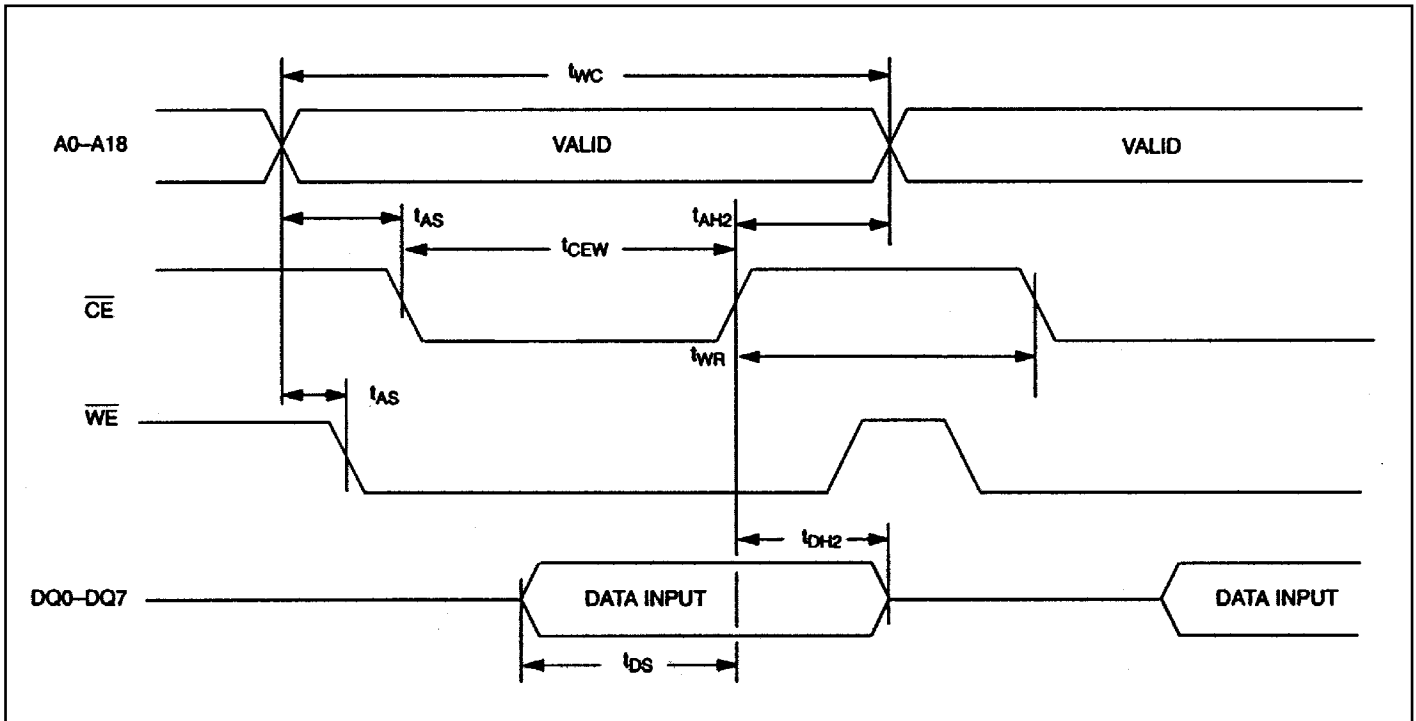 tWC
A0–A18
VALID
VALID
tAS
tAH2
tCEW
CE
tWR
tAS
WE
tDH2
DQ0–DQ7
DATA INPUT
DATA INPUT
tDS